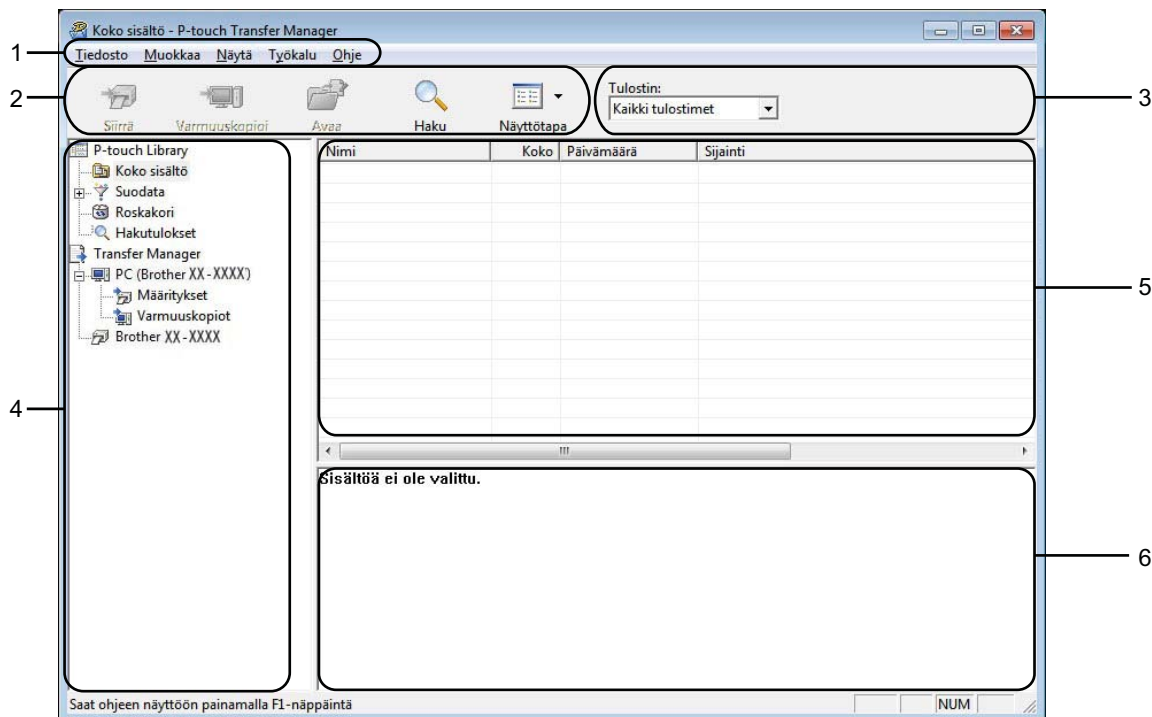 Koko sisältö - P-touch Transfer Manager
1
Tiedosto Muokkaa Näytä Työkalu Ohje
2
Siirrä Varmuuskopioi Avaa Haku Näyttötapa
Tulostin:
Kaikki tulostimet
3
P-touch Library
Koko sisältö
Suodata
Roskakori
Hakutulokset
Transfer Manager
PC (Brother XX-XXXX)
Määritykset
Varmuuskopiot
Brother XX-XXXX
4
Nimi Koko Päivämäärä Sijainti
5
Sisältöä ei ole valittu.
6
Saat ohjeen näyttöön painamalla F1-näppäintä
NUM